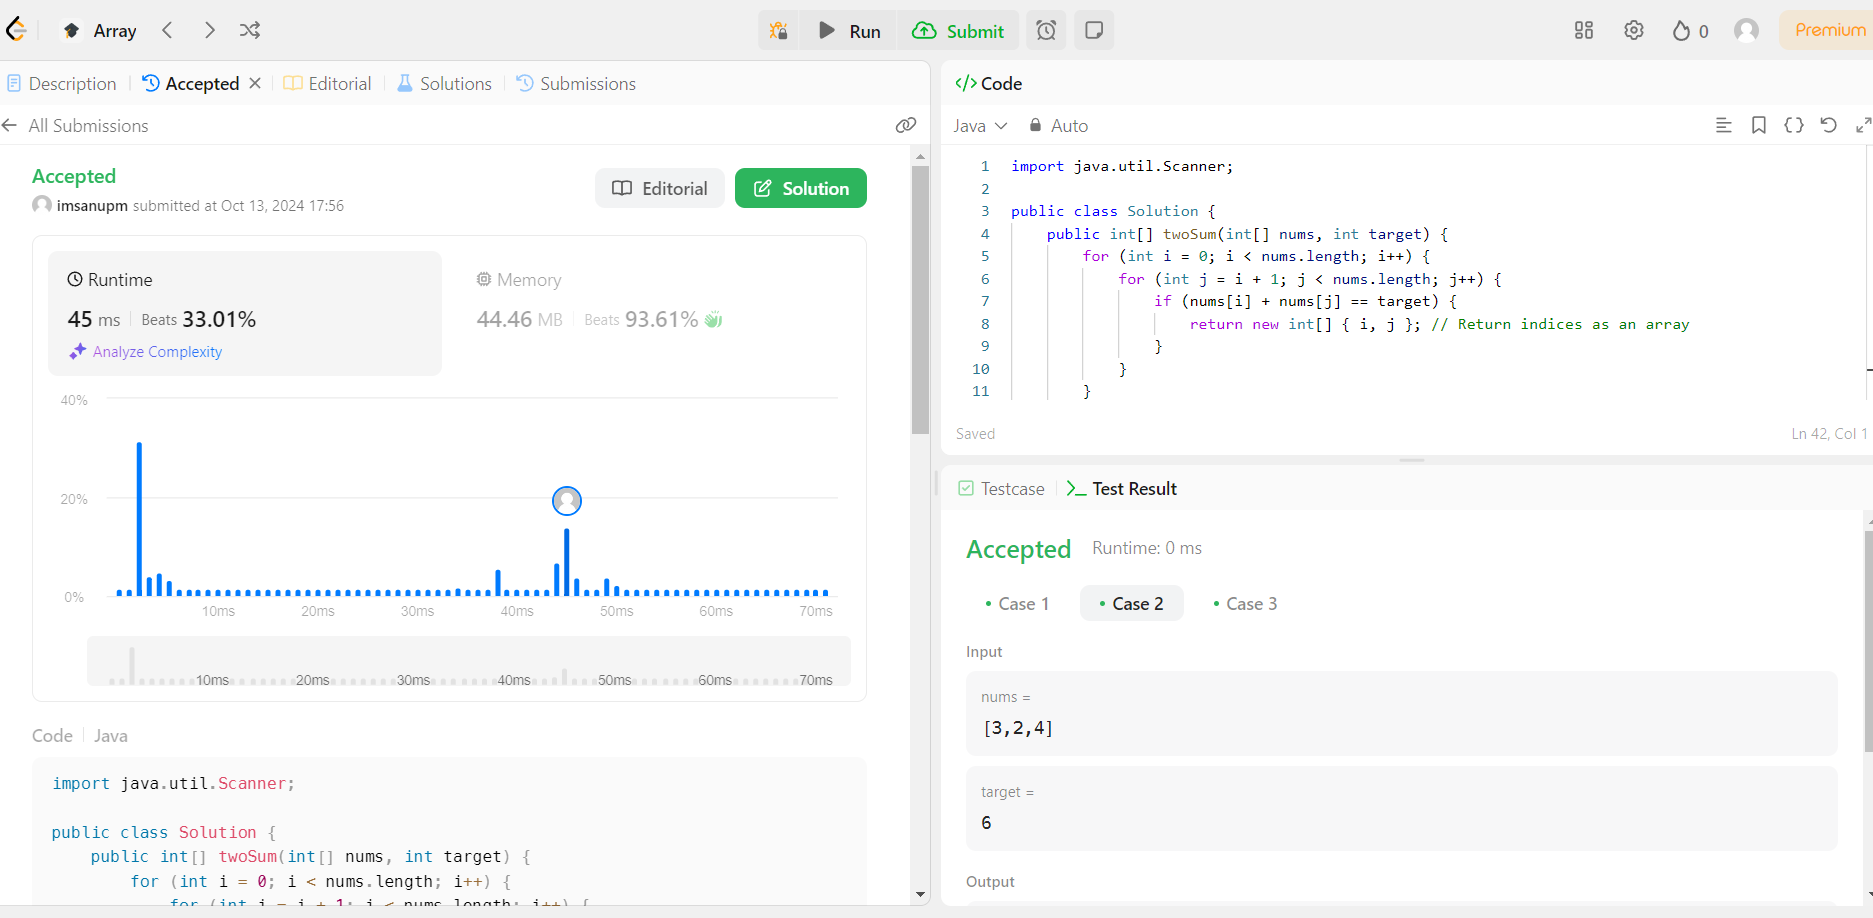 Array
Run
Submit
0
Premium
Description
Accepted
Editorial
Solutions
Submissions
All Submissions
Accepted
imsanupm submitted at Oct 13, 2024 17:56
Editorial
Solution
Runtime
45 ms
Beats 33.01%
Analyze Complexity
Memory
44.46 MB
Beats 93.61%
40%
20%
0%
10ms 20ms 30ms 40ms 50ms 60ms 70ms
10ms 20ms 30ms 40ms 50ms 60ms 70ms
Code
Java
import java.util.Scanner;
public class Solution {
public int[] twoSum(int[] nums, int target) {
for (int i = 0; i < nums.length; i++) {
for (int j = i + 1; j < nums.length; j++) {
</> Code
Java
Auto
1 import java.util.Scanner;
2
3 public class Solution {
4 public int[] twoSum(int[] nums, int target) {
5 for (int i = 0; i < nums.length; i++) {
6 for (int j = i + 1; j < nums.length; j++) {
7 if (nums[i] + nums[j] == target) {
8 return new int[] { i, j }; // Return indices as an array
9 }
10 }
11 }
Saved
Ln 42, Col 1
Testcase
Test Result
Accepted
Runtime: 0 ms
Case 1
Case 2
Case 3
Input
nums =
[3,2,4]
target =
6
Output